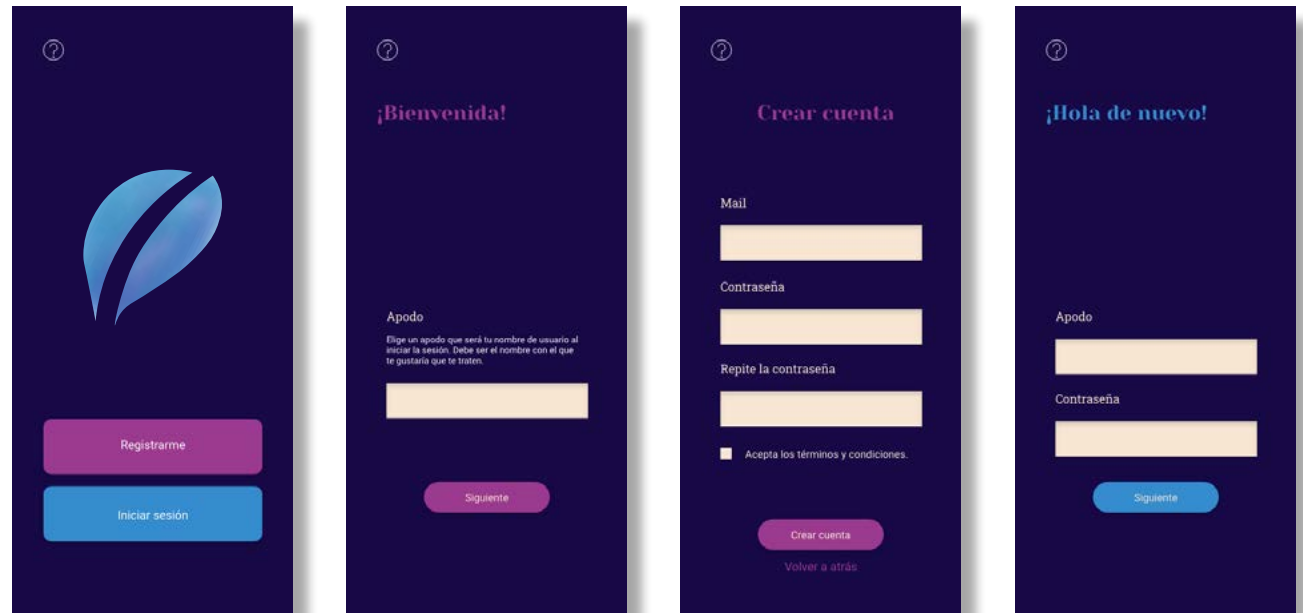 ?
Registrarme
Iniciar sesión
?
¡Bienvenida!
Apodo
Elige un apodo que será tu nombre de usuario al
iniciar la sesión. Debe ser el nombre con el que
te gustaría que te traten.
Siguiente
?
Crear cuenta
Mail
Contraseña
Repite la contraseña
Acepta los términos y condiciones.
Crear cuenta
Volver a atrás
?
¡Hola de nuevo!
Apodo
Contraseña
Siguiente